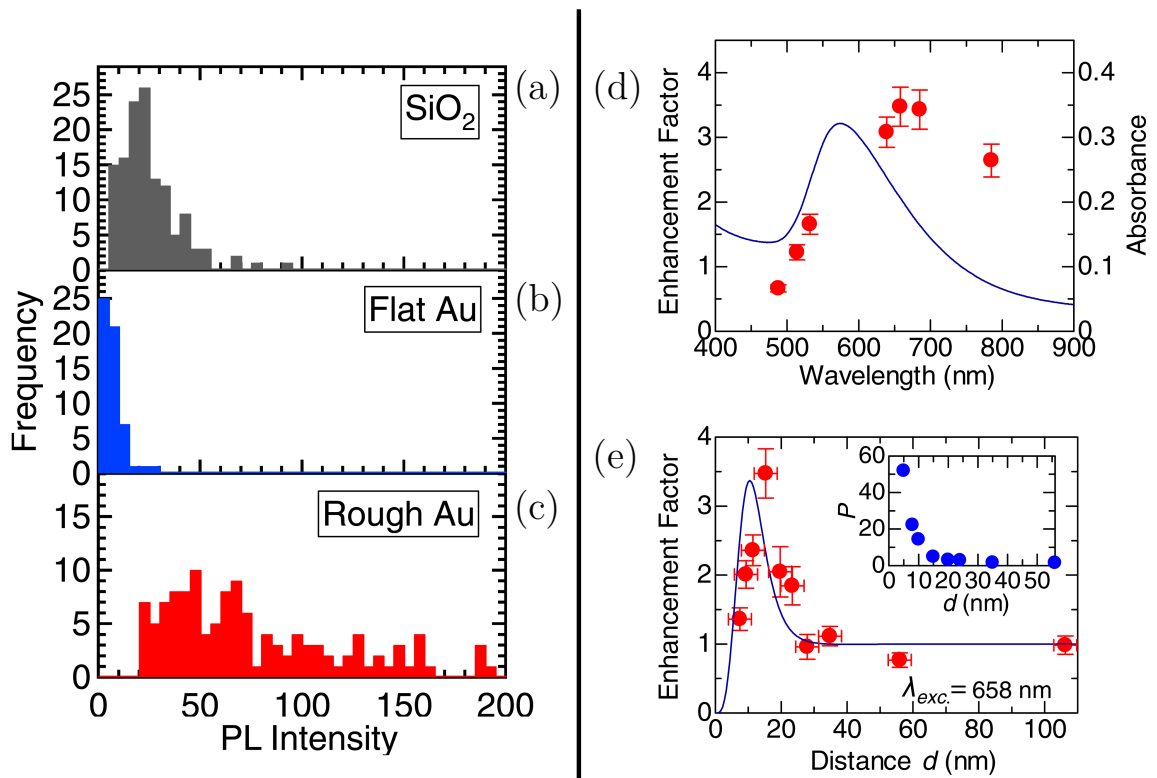 (a)
SiO₂
25
20
15
10
5
0
(b)
Flat Au
25
20
15
10
5
0
(c)
Rough Au
15
10
5
0
Frequency
0 50 100 150 200
PL Intensity
(d)
Enhancement Factor
4
3
2
1
0
0.4
0.3
0.2
0.1
0
Absorbance
400 500 600 700 800 900
Wavelength (nm)
(e)
Enhancement Factor
4
3
2
1
0
60
40
20
0
P
0 10 20 30 40 50
d (nm)
λexc.= 658 nm
0 20 40 60 80 100
Distance d (nm)